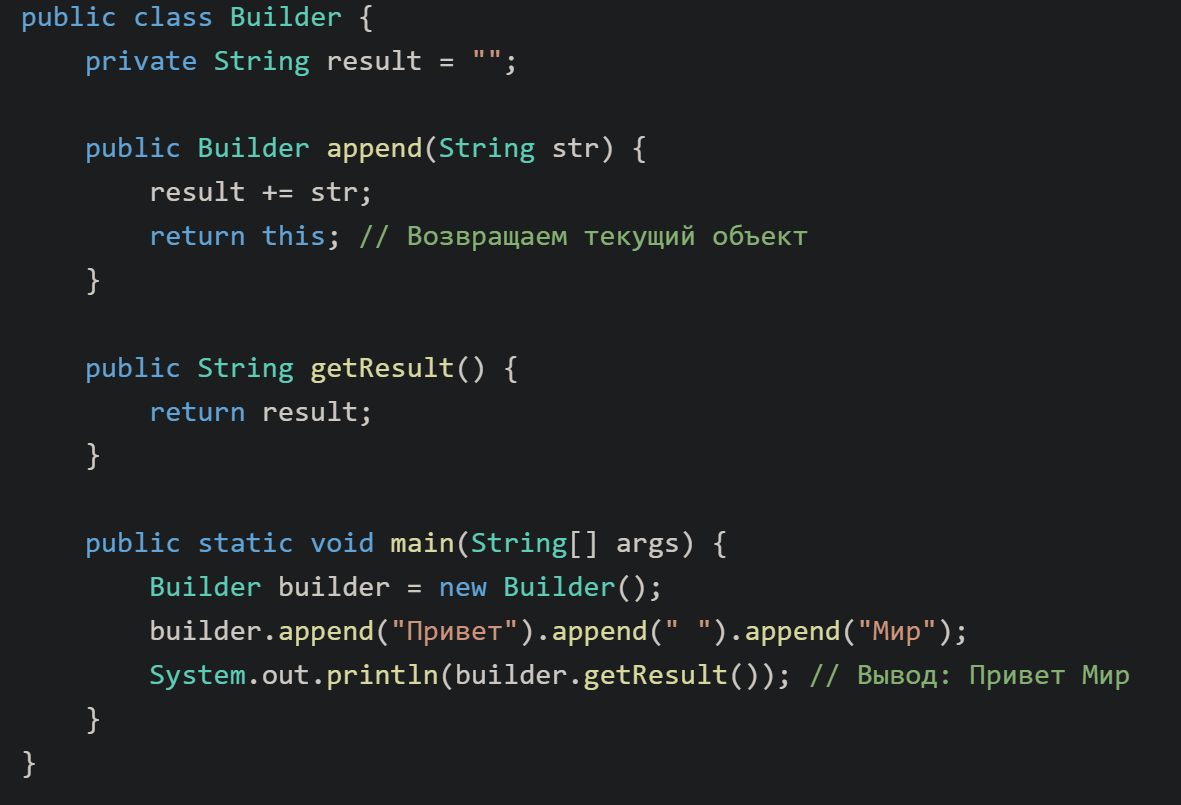 public class Builder {
    private String result = "";

    public Builder append(String str) {
        result += str;
        return this; // Возвращаем текущий объект
    }

    public String getResult() {
        return result;
    }

    public static void main(String[] args) {
        Builder builder = new Builder();
        builder.append("Привет").append(" ").append("Мир");
        System.out.println(builder.getResult()); // Вывод: Привет Мир
    }
}